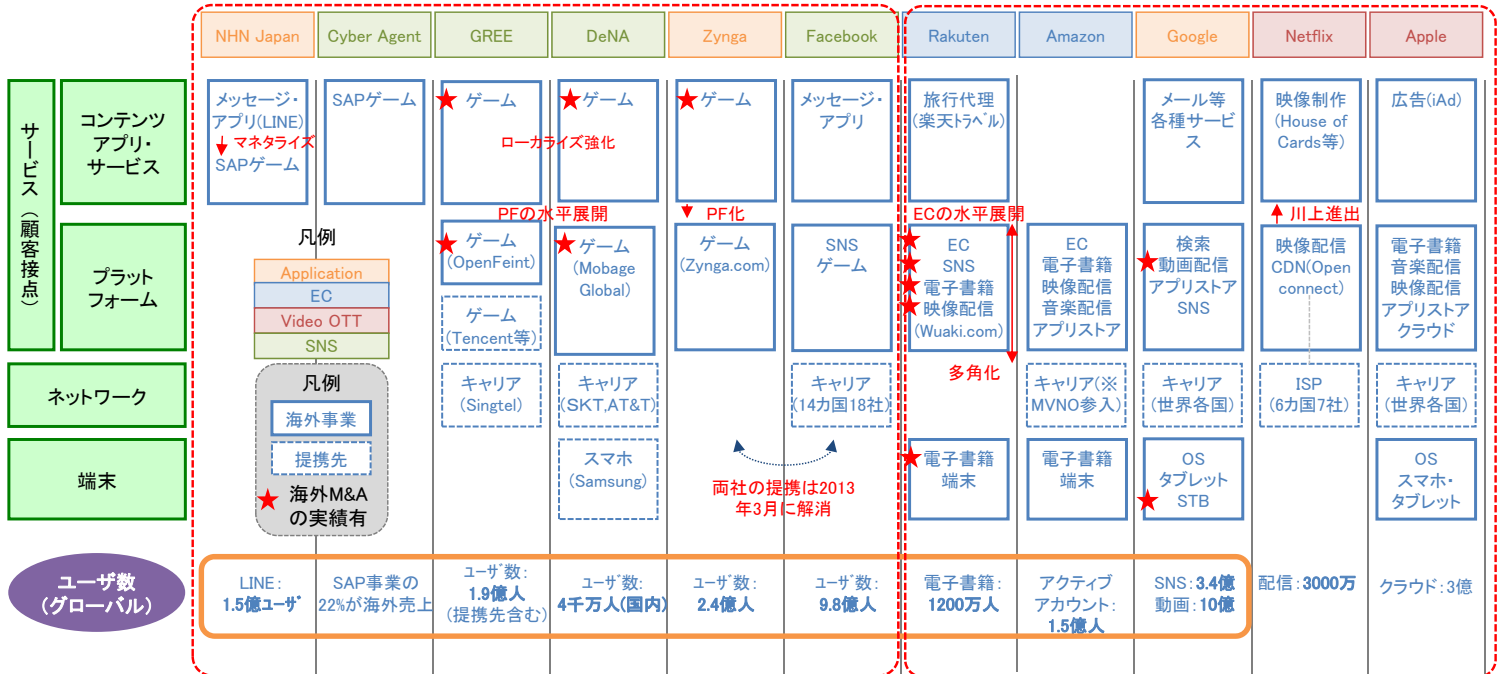 NHN Japan
Cyber Agent
GREE
DeNA
Zynga
Facebook
Rakuten
Amazon
Google
Netflix
Apple
サービス（顧客接点）
コンテンツ
アプリ・
サービス
メッセージ・
アプリ(LINE)
マネタライズ
SAPゲーム
SAPゲーム
ゲーム
ゲーム
ローカライズ強化
ゲーム
メッセージ・
アプリ
旅行代理
(楽天トラベル)
メール等
各種サービ
ス
映像制作
(House of
Cards等)
広告(iAd)
PFの水平展開
PF化
ECの水平展開
川上進出
プラット
フォーム
凡例
Application
EC
Video OTT
SNS
ゲーム
(OpenFeint)
ゲーム
(Tencent等)
ゲーム
(Mobage
Global)
ゲーム
(Zynga.com)
SNS
ゲーム
EC
SNS
電子書籍
映像配信
(Wuaki.com)
多角化
EC
電子書籍
映像配信
音楽配信
アプリストア
検索
動画配信
アプリストア
SNS
映像配信
CDN(Open
connect)
電子書籍
音楽配信
映像配信
アプリストア
クラウド
ネットワーク
凡例
海外事業
提携先
海外M&A
の実績有
キャリア
(Singtel)
キャリア
(SKT,AT&T)
キャリア
(14カ国18社)
キャリア(※
MVNO参入)
キャリア
(世界各国)
ISP
(6カ国7社)
キャリア
(世界各国)
端末
スマホ
(Samsung)
両社の提携は2013
年3月に解消
電子書籍
端末
電子書籍
端末
OS
タブレット
STB
OS
スマホ・
タブレット
ユーザ数
(グローバル)
LINE：
1.5億ユーザ
SAP事業の
22%が海外売上
ユーザ数：
1.9億人
(提携先含む)
ユーザ数：
4千万人(国内)
ユーザ数：
2.4億人
ユーザ数：
9.8億人
電子書籍：
1200万人
アクティブ
アカウント：
1.5億人
SNS：3.4億
動画：10億
配信：3000万
クラウド：3億